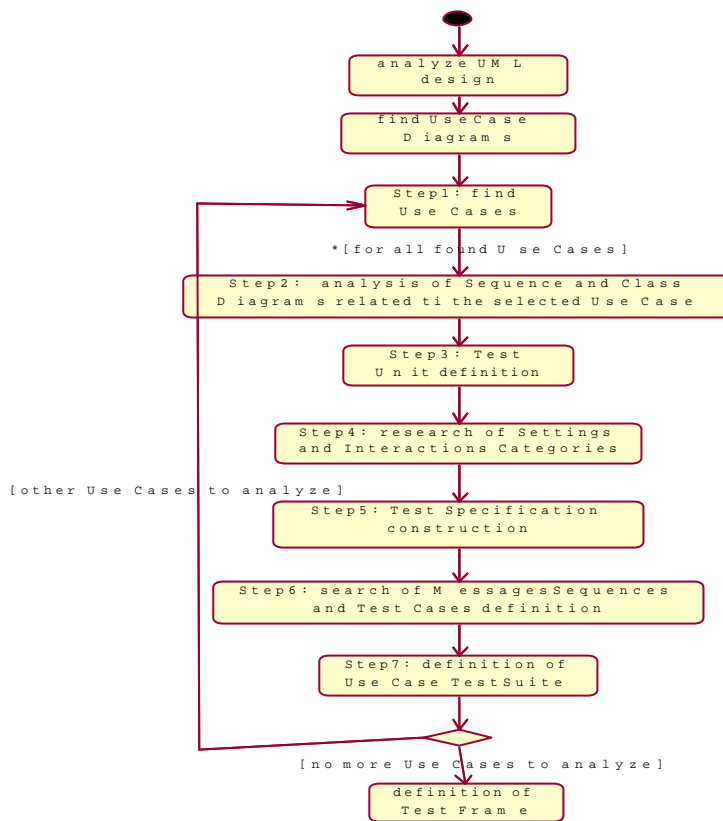 analyze UML
design
find UseCase
Diagrams
Step1: find
Use Cases
*[for all found Use Cases]
Step2: analysis of Sequence and Class
Diagrams related ti the selected Use Case
Step3: Test
Unit definition
Step4: research of Settings
and Interactions Categories
[other Use Cases to analyze]
Step5: Test Specification
construction
Step6: search of MessagesSequences
and Test Cases definition
Step7: definition of
Use Case TestSuite
[no more Use Cases to analyze]
definition of
Test Frame